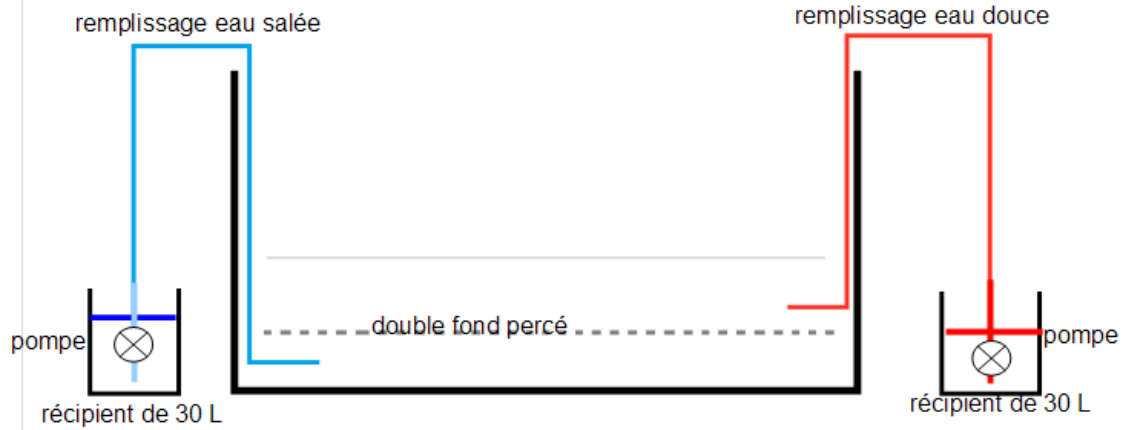 remplissage eau salée
remplissage eau douce
double fond percé
pompe
pompe
récipient de 30 L
récipient de 30 L